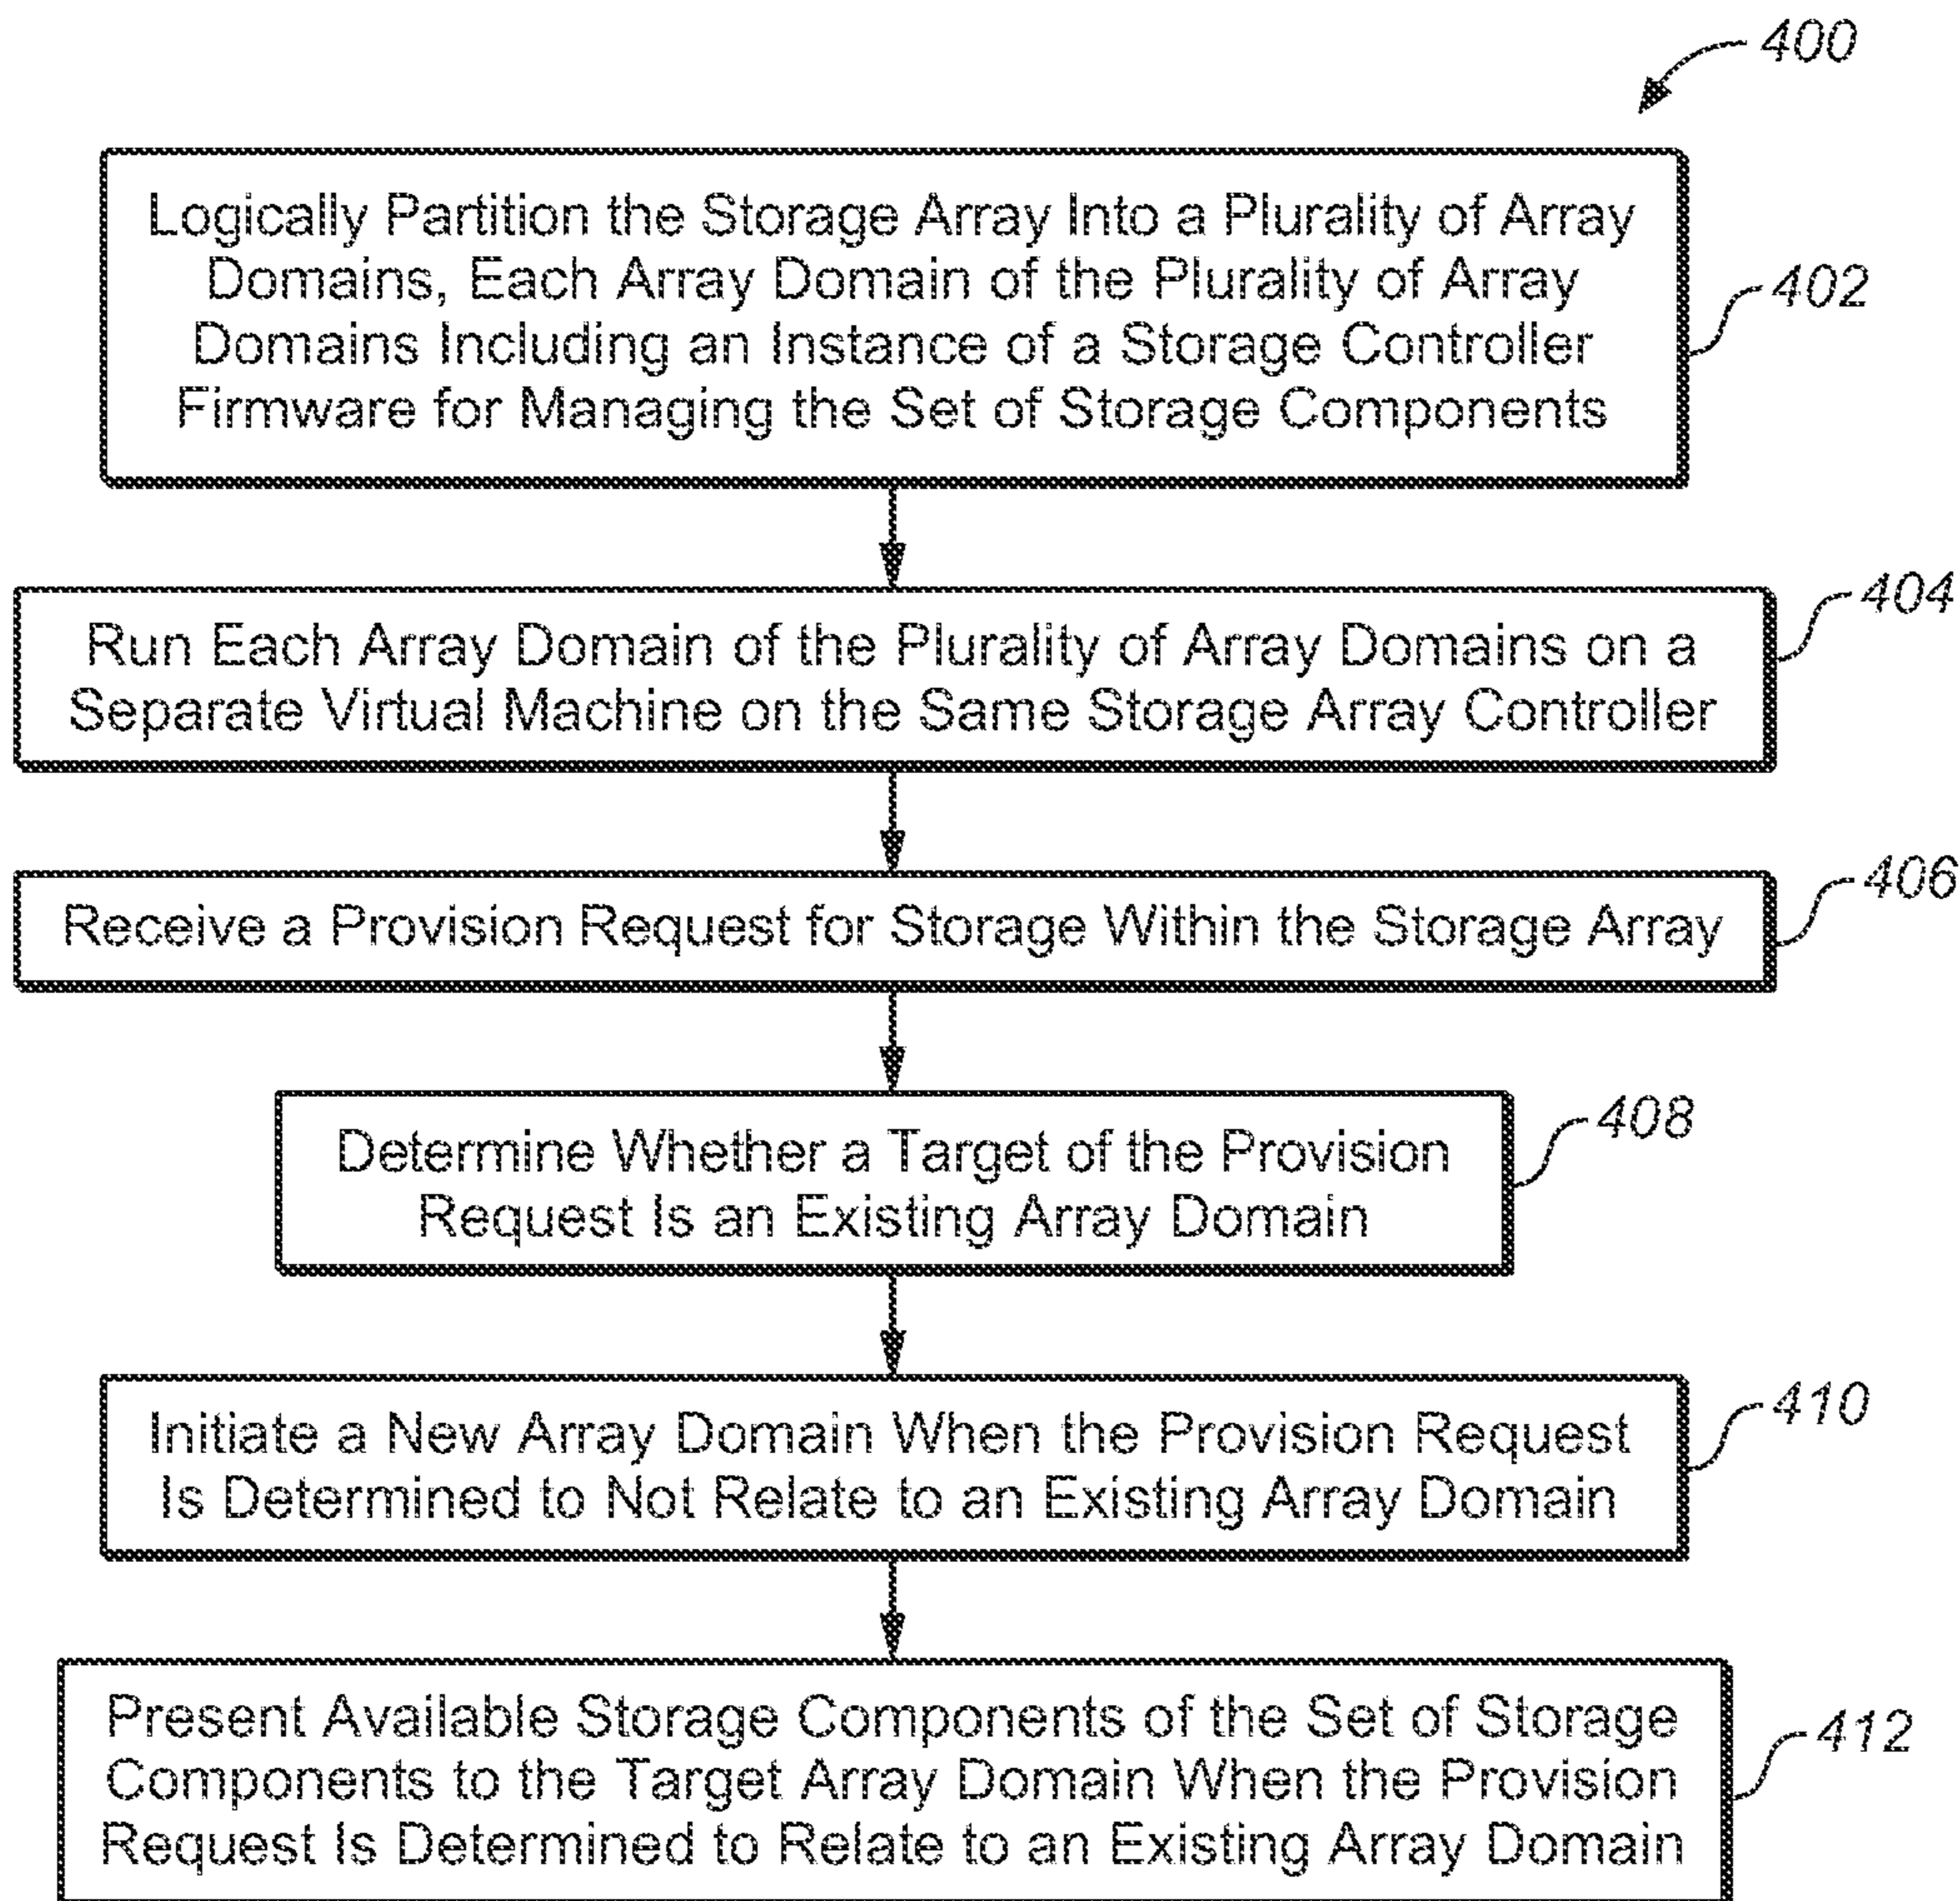 400
Logically Partition the Storage Array Into a Plurality of Array
Domains, Each Array Domain of the Plurality of Array
Domains Including an Instance of a Storage Controller
Firmware for Managing the Set of Storage Components
402
Run Each Array Domain of the Plurality of Array Domains on a
Separate Virtual Machine on the Same Storage Array Controller
404
Receive a Provision Request for Storage Within the Storage Array
406
Determine Whether a Target of the Provision
Request Is an Existing Array Domain
408
Initiate a New Array Domain When the Provision Request
Is Determined to Not Relate to an Existing Array Domain
410
Present Available Storage Components of the Set of Storage
Components to the Target Array Domain When the Provision
Request Is Determined to Relate to an Existing Array Domain
412